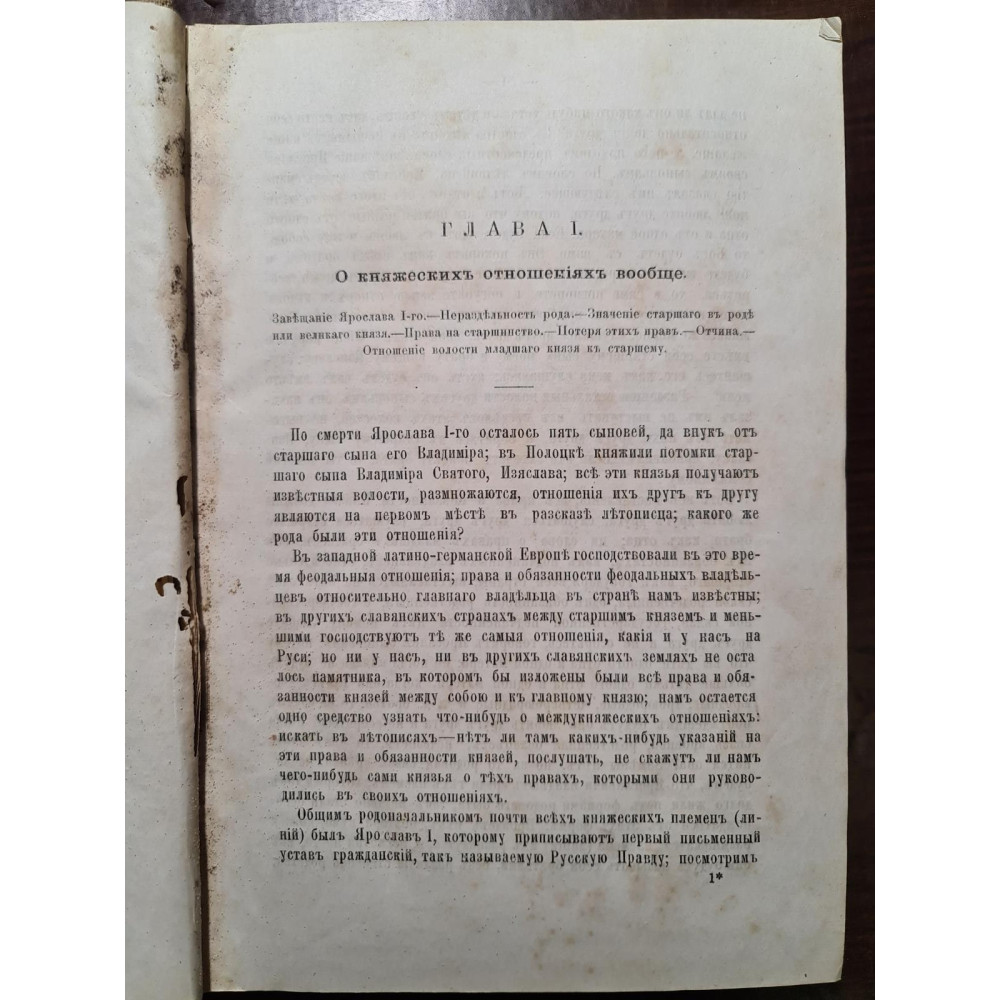 ГЛАВА I.
О княжескихъ отношеніяхъ вообще.
Завѣщаніе Ярослава I-го.—Нераздѣльность рода.—Значеніе старшаго въ родѣ
или великаго князя.—Права на старшинство.—Потеря этихъ правъ.—Отчина.—
Отношеніе волости младшаго князя къ старшему.
По смерти Ярослава I-го осталось пять сыновей, да внукъ отъ
старшаго сына его Владиміра; въ Полоцкѣ княжили потомки стар-
шаго сына Владиміра Святого, Изяслава; всѣ эти князья получаютъ
извѣстныя волости, размножаются, отношенія ихъ другъ къ другу
являются на первомъ мѣстѣ въ разсказѣ лѣтописца; какого же
рода были эти отношенія?
Въ западной латино-германской Европѣ господствовали въ это вре-
мя феодальныя отношенія; права и обязанности феодальныхъ владѣль-
цевъ относительно главнаго владѣльца въ странѣ намъ извѣстны;
въ другихъ славянскихъ странахъ между старшимъ княземъ и мень-
шими господствуютъ тѣ же самыя отношенія, какія и у насъ на
Руси; но ни у насъ, ни въ другихъ славянскихъ земляхъ не оста
лось памятника, въ которомъ бы изложены были всѣ права и обя-
занности князей между собою и къ главному князю; намъ остается
одно средство узнать что-нибудь о междукняжескихъ отношеніяхъ:
искать въ лѣтописяхъ—нѣтъ ли тамъ какихъ-нибудь указаній на
эти права и обязанности князей, послушать, не скажутъ ли намъ
чего-нибудь сами князья о тѣхъ правахъ, которыми они руково-
дились въ своихъ отношеніяхъ.
Общимъ родоначальникомъ почти всѣхъ княжескихъ племенъ (ли-
ній) былъ Ярославъ I, которому приписываютъ первый письменный
уставъ гражданскій, такъ называемую Русскую Правду; посмотримъ
1*